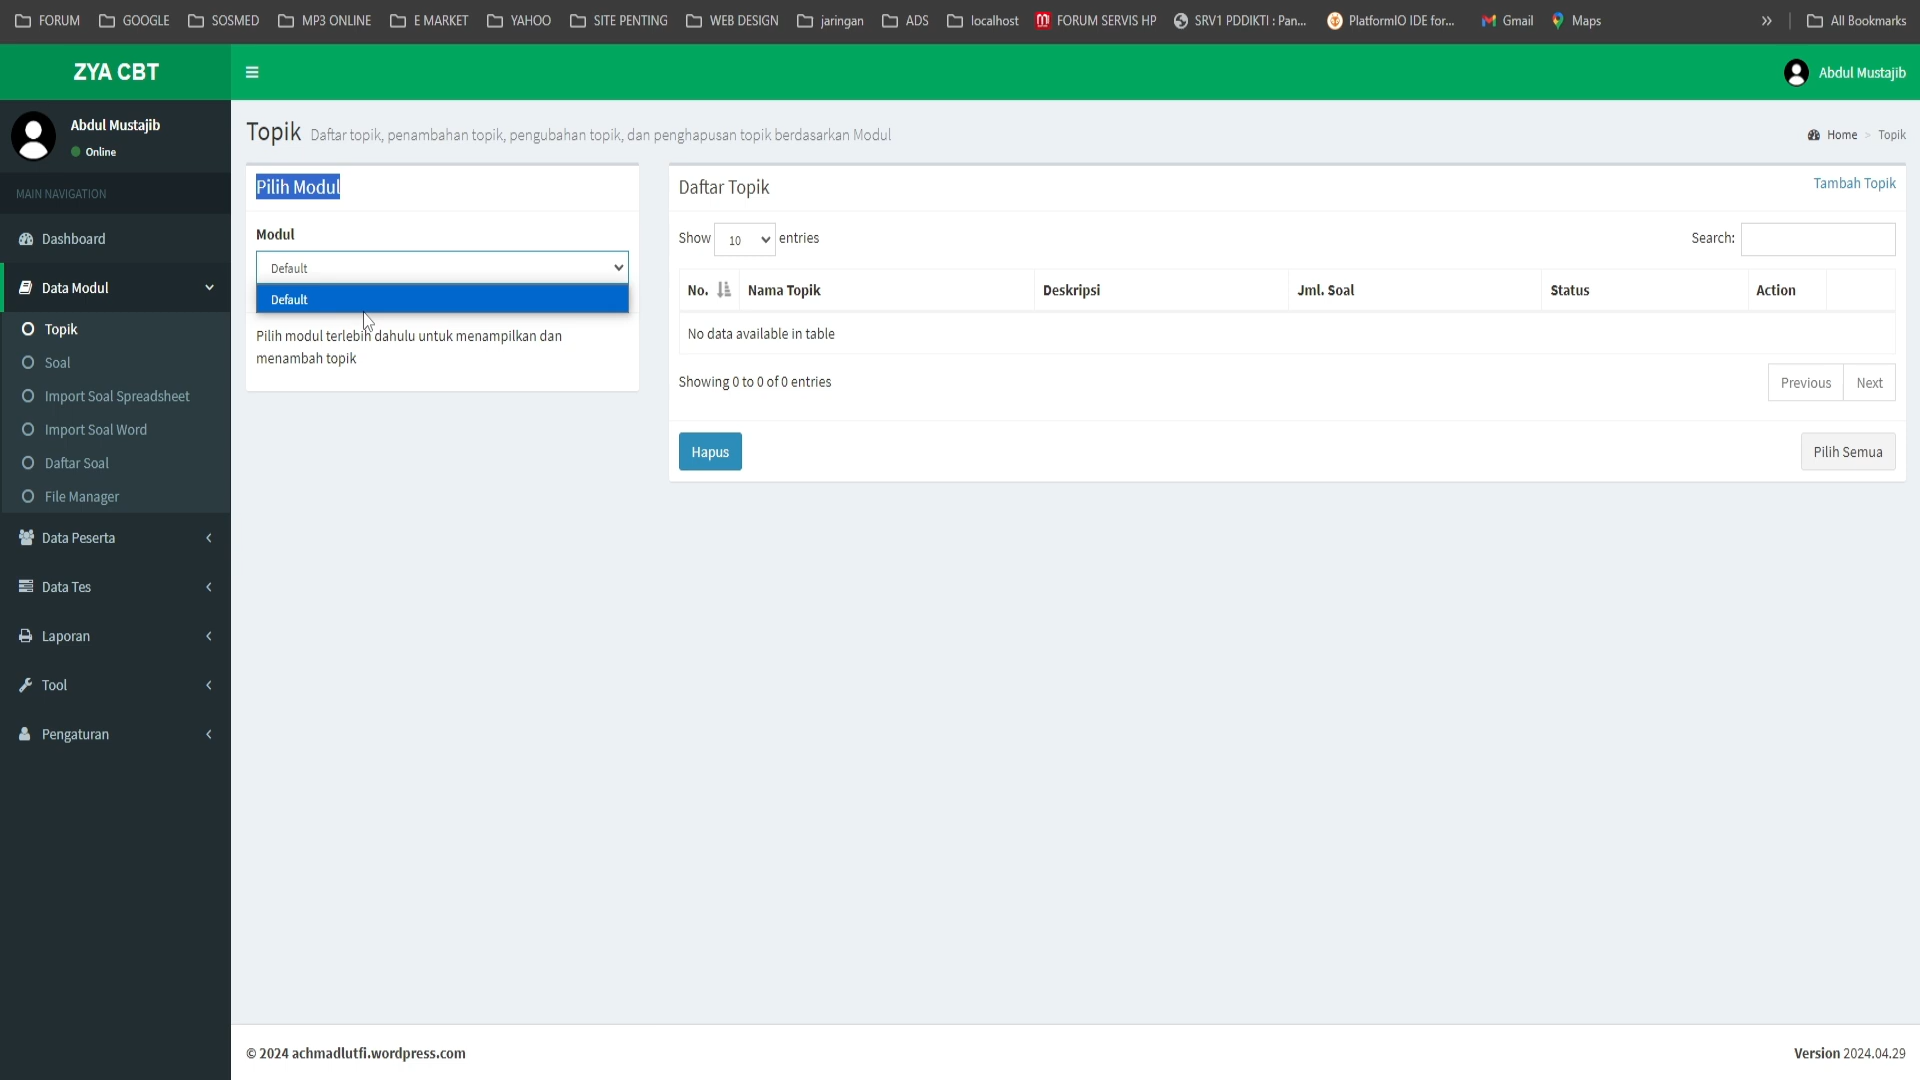 FORUM GOOGLE SOSMED MP3 ONLINE E MARKET YAHOO SITE PENTING WEB DESIGN jaringan ADS localhost FORUM SERVIS HP SRV1 PDDIKTI : Pan... PlatformIO IDE for... Gmail Maps » All Bookmarks
ZYA CBT
Abdul Mustajib
Abdul Mustajib
Online
MAIN NAVIGATION
Dashboard
Data Modul
Topik
Soal
Import Soal Spreadsheet
Import Soal Word
Daftar Soal
File Manager
Data Peserta
Data Tes
Laporan
Tool
Pengaturan
Topik Daftar topik, penambahan topik, pengubahan topik, dan penghapusan topik berdasarkan Modul
Home > Topik
Pilih Modul
Modul
Default
Default
Pilih modul terlebih dahulu untuk menampilkan dan
menambah topik
Daftar Topik
Tambah Topik
Show 10 entries
Search:
No. Nama Topik Deskripsi Jml. Soal Status Action
No data available in table
Showing 0 to 0 of 0 entries
Previous Next
Hapus
Pilih Semua
© 2024 achmadlutfi.wordpress.com
Version 2024.04.29